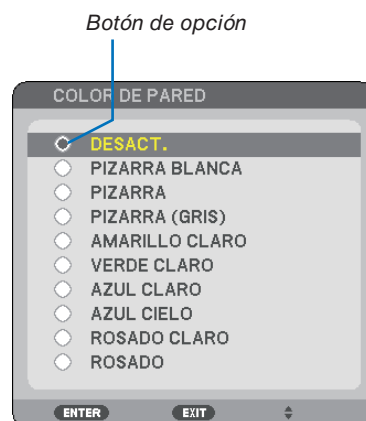 Botón de opción
COLOR DE PARED
DESACT.
PIZARRA BLANCA
PIZARRA
PIZARRA (GRIS)
AMARILLO CLARO
VERDE CLARO
AZUL CLARO
AZUL CIELO
ROSADO CLARO
ROSADO
ENTER EXIT